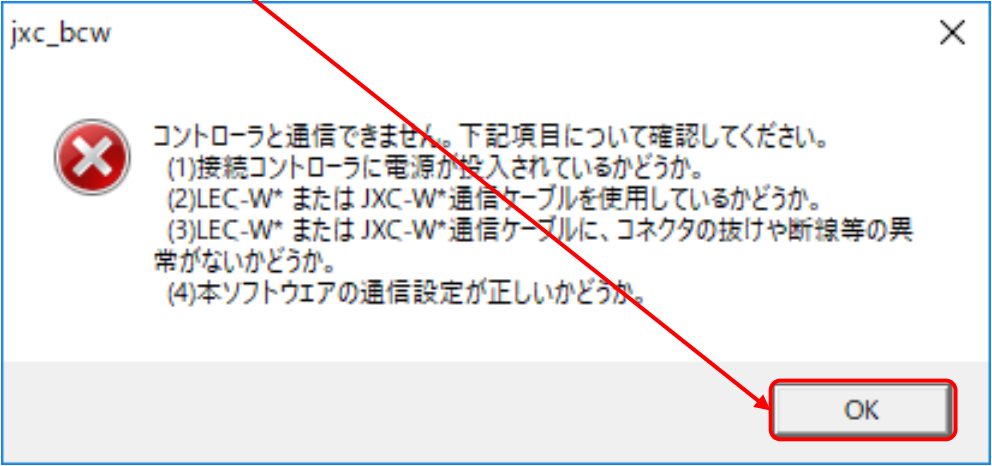 jxc_bcw
コントローラと通信できません。下記項目について確認してください。
(1)接続コントローラに電源が投入されているかどうか。
(2)LEC-W* または JXC-W*通信ケーブルを使用しているかどうか。
(3)LEC-W* または JXC-W*通信ケーブルに、コネクタの抜けや断線等の異
常がないかどうか。
(4)本ソフトウェアの通信設定が正しいかどうか。
OK